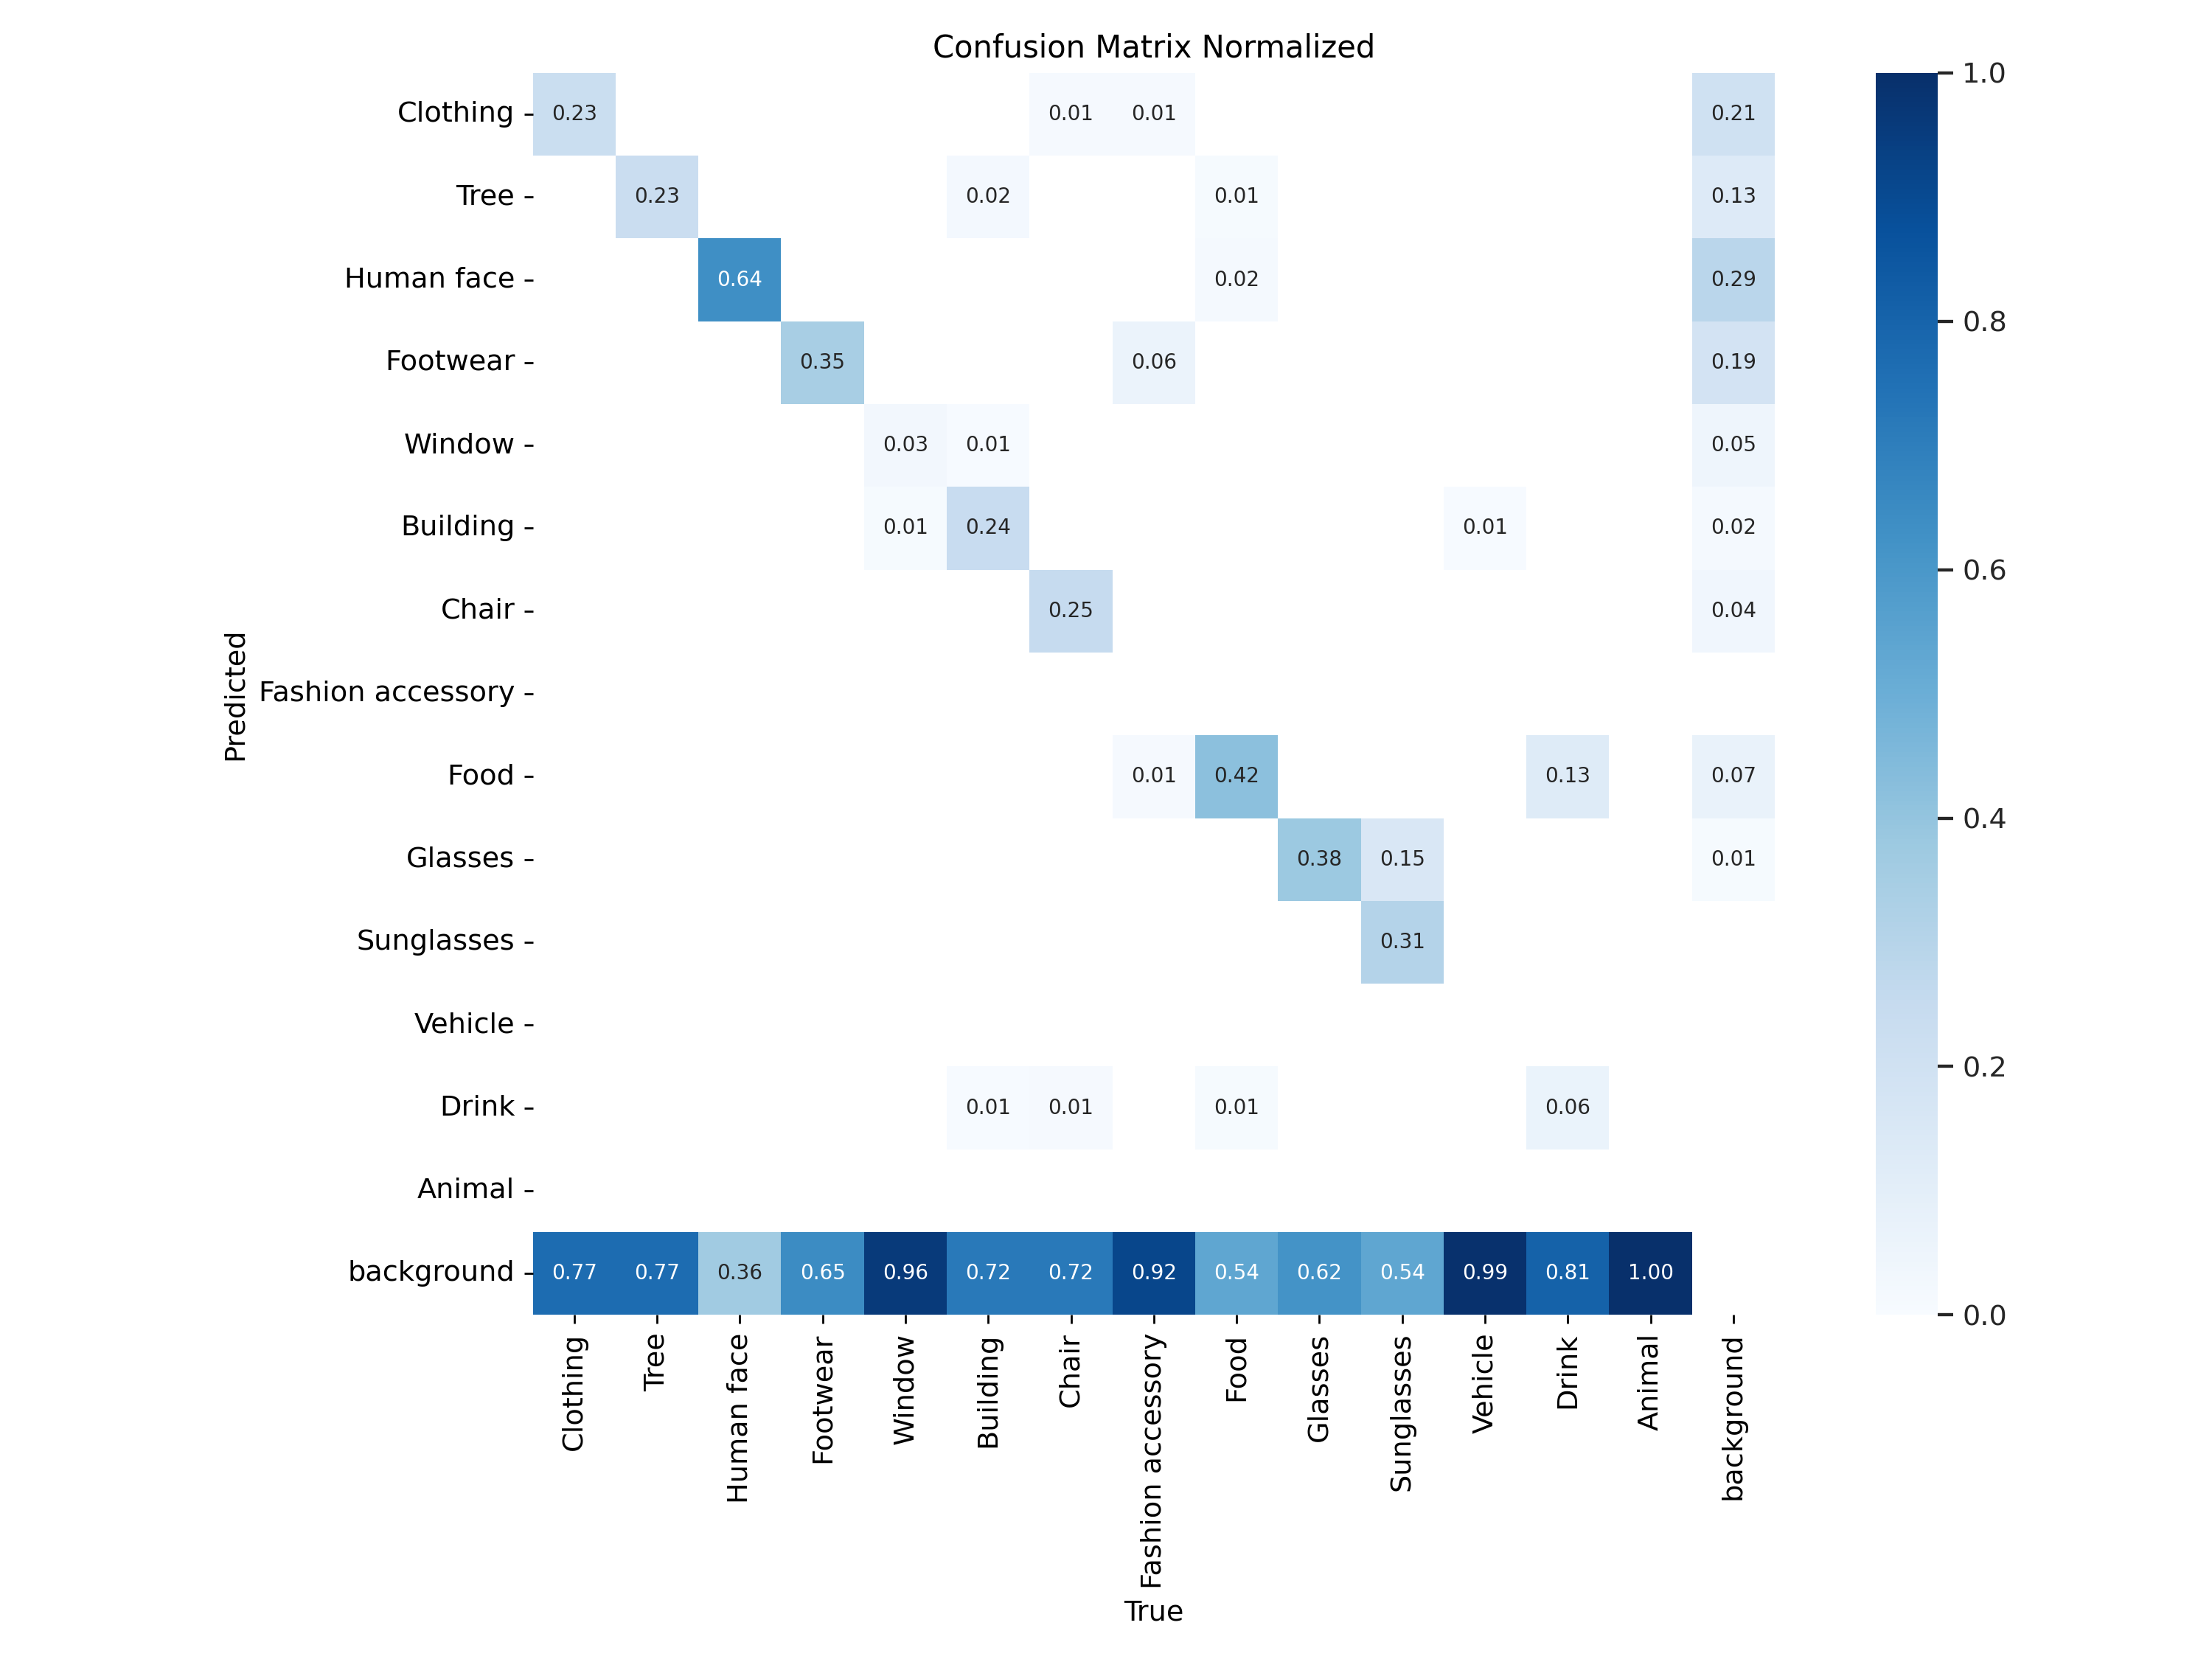 Confusion Matrix Normalized
Clothing 0.23 0.01 0.01 0.21
Tree 0.23 0.02 0.01 0.13
Human face 0.64 0.02 0.29
Footwear 0.35 0.06 0.19
Window 0.03 0.01 0.05
Building 0.01 0.24 0.01 0.02
Chair 0.25 0.04
Fashion accessory
Food 0.01 0.42 0.13 0.07
Glasses 0.38 0.15 0.01
Sunglasses 0.31
Vehicle
Drink 0.01 0.01 0.01 0.06
Animal
background 0.77 0.77 0.36 0.65 0.96 0.72 0.72 0.92 0.54 0.62 0.54 0.99 0.81 1.00
Predicted
Clothing
Tree
Human face
Footwear
Window
Building
Chair
Fashion accessory
Food
Glasses
Sunglasses
Vehicle
Drink
Animal
background
True
1.0
0.8
0.6
0.4
0.2
0.0